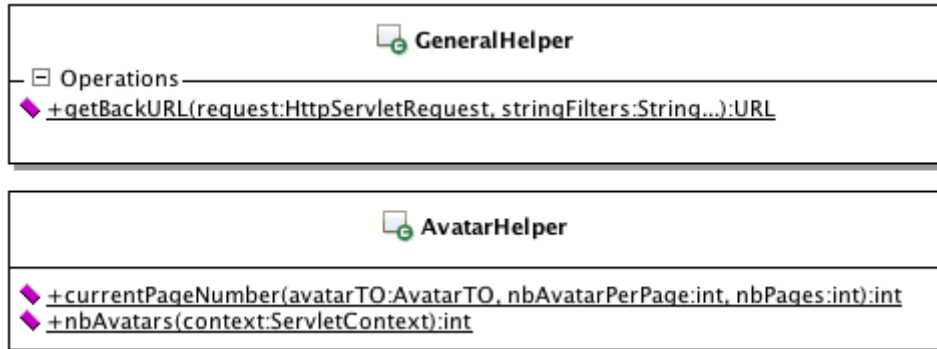 GeneralHelper
Operations
+getBackURL(request:HttpServletRequest, stringFilters:String...):URL
AvatarHelper
+currentPageNumber(avatarTO:AvatarTO, nbAvatarPerPage:int, nbPages:int):int
+nbAvatars(context:ServletContext):int